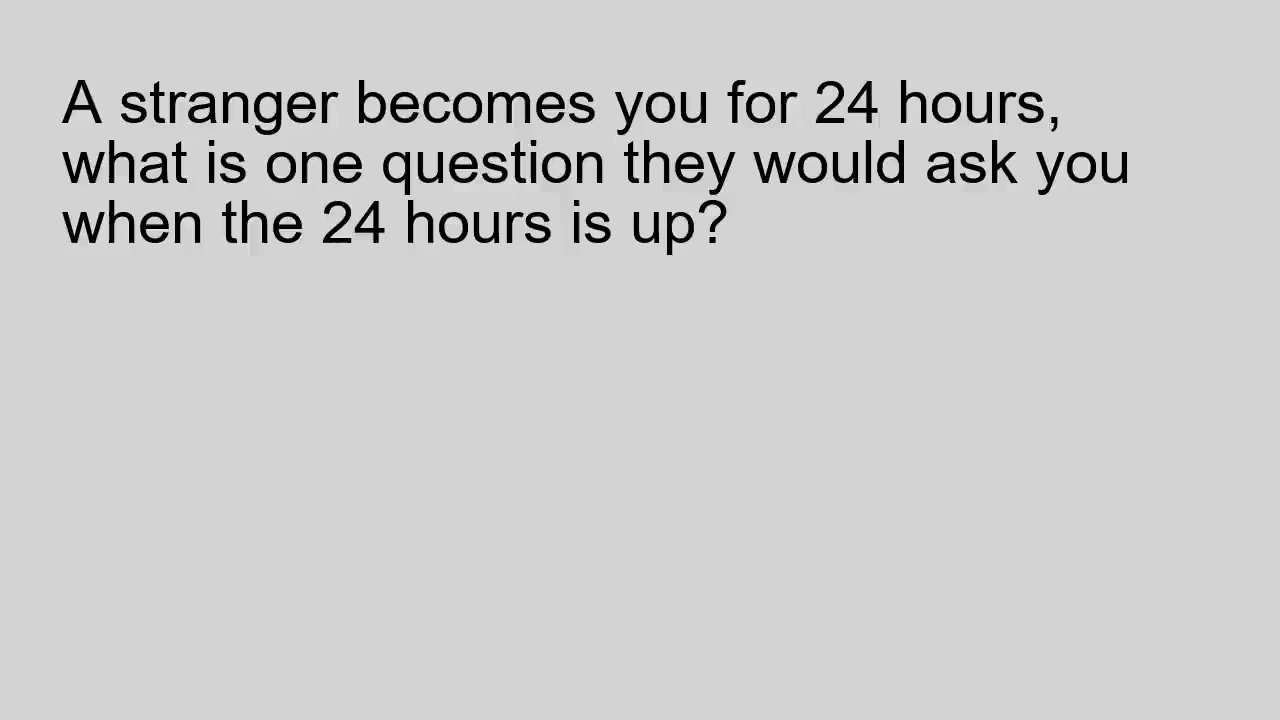 A stranger becomes you for 24 hours,
what is one question they would ask you
when the 24 hours is up?